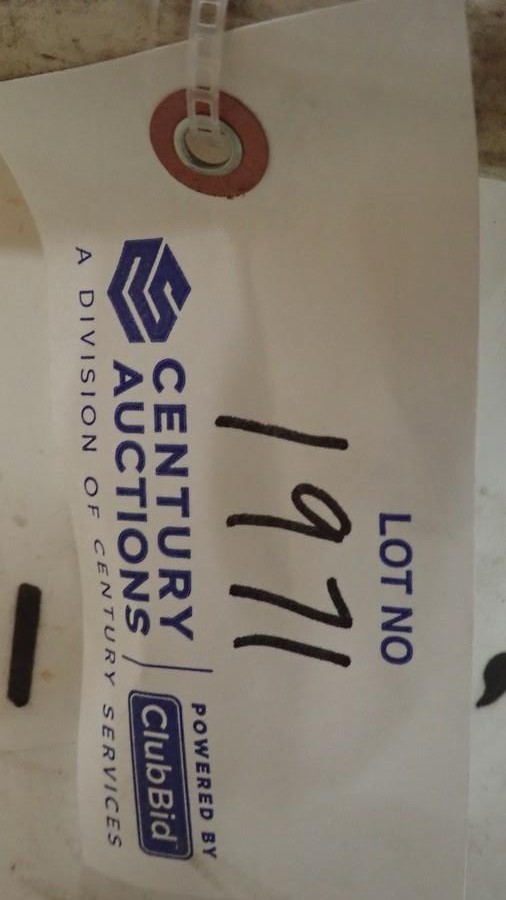 LOT NO
1971
CENTURY
AUCTIONS
POWERED BY
ClubBid
A DIVISION OF CENTURY SERVICES